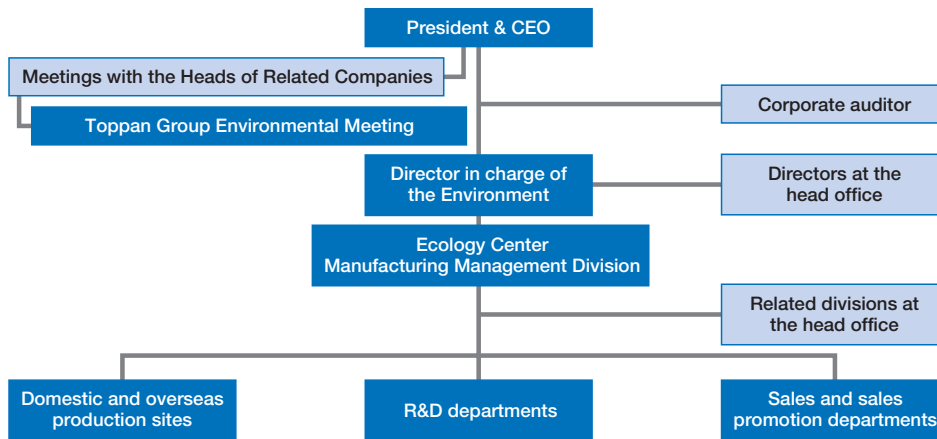 President & CEO
Meetings with the Heads of Related Companies
Toppan Group Environmental Meeting
Corporate auditor
Director in charge of
the Environment
Directors at the
head office
Ecology Center
Manufacturing Management Division
Related divisions at
the head office
Domestic and overseas
production sites
R&D departments
Sales and sales
promotion departments